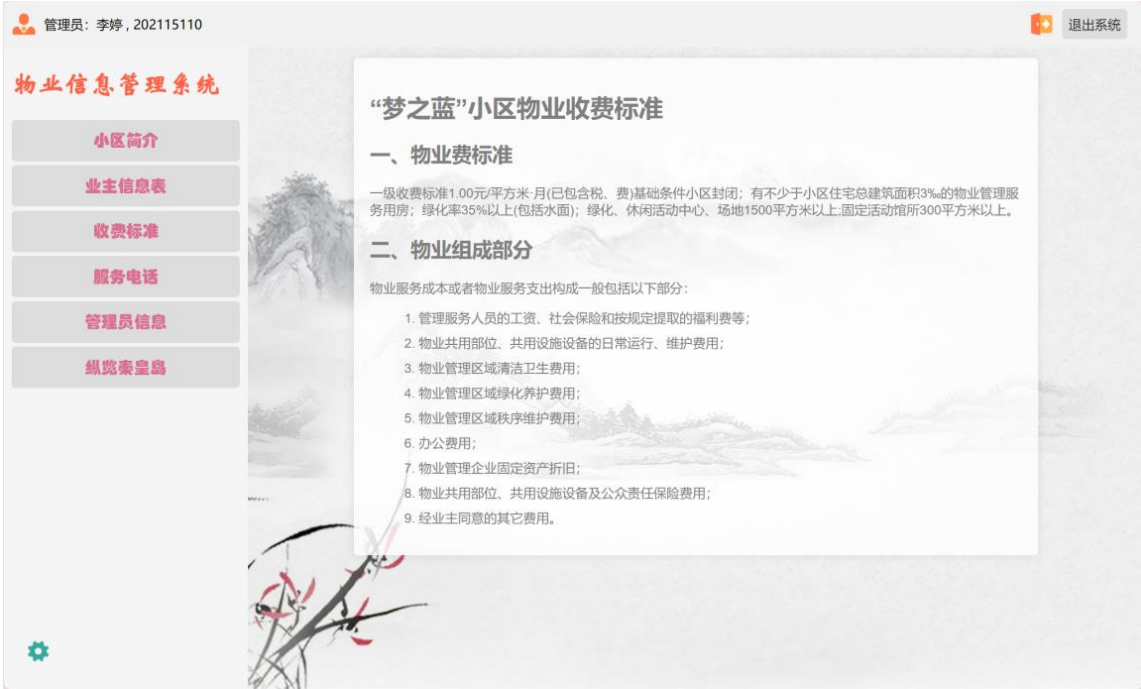 管理员：李婷 , 202115110
退出系统
物业信息管理系统
小区简介
业主信息表
收费标准
服务电话
管理员信息
纵览秦皇岛
“梦之蓝”小区物业收费标准
一、物业费标准
一级收费标准1.00元/平方米·月(已包含税、费)基础条件小区封闭；有不少于小区住宅总建筑面积3‰的物业管理服
务用房；绿化率35%以上(包括水面)；绿化、休闲活动中心、场地1500平方米以上:固定活动馆所300平方米以上。
二、物业组成部分
物业服务成本或者物业服务支出构成一般包括以下部分：
1. 管理服务人员的工资、社会保险和按规定提取的福利费等；
2. 物业共用部位、共用设施设备的日常运行、维护费用；
3. 物业管理区域清洁卫生费用；
4. 物业管理区域绿化养护费用；
5. 物业管理区域秩序维护费用；
6. 办公费用；
7. 物业管理企业固定资产折旧；
8. 物业共用部位、共用设施设备及公众责任保险费用；
9. 经业主同意的其它费用。